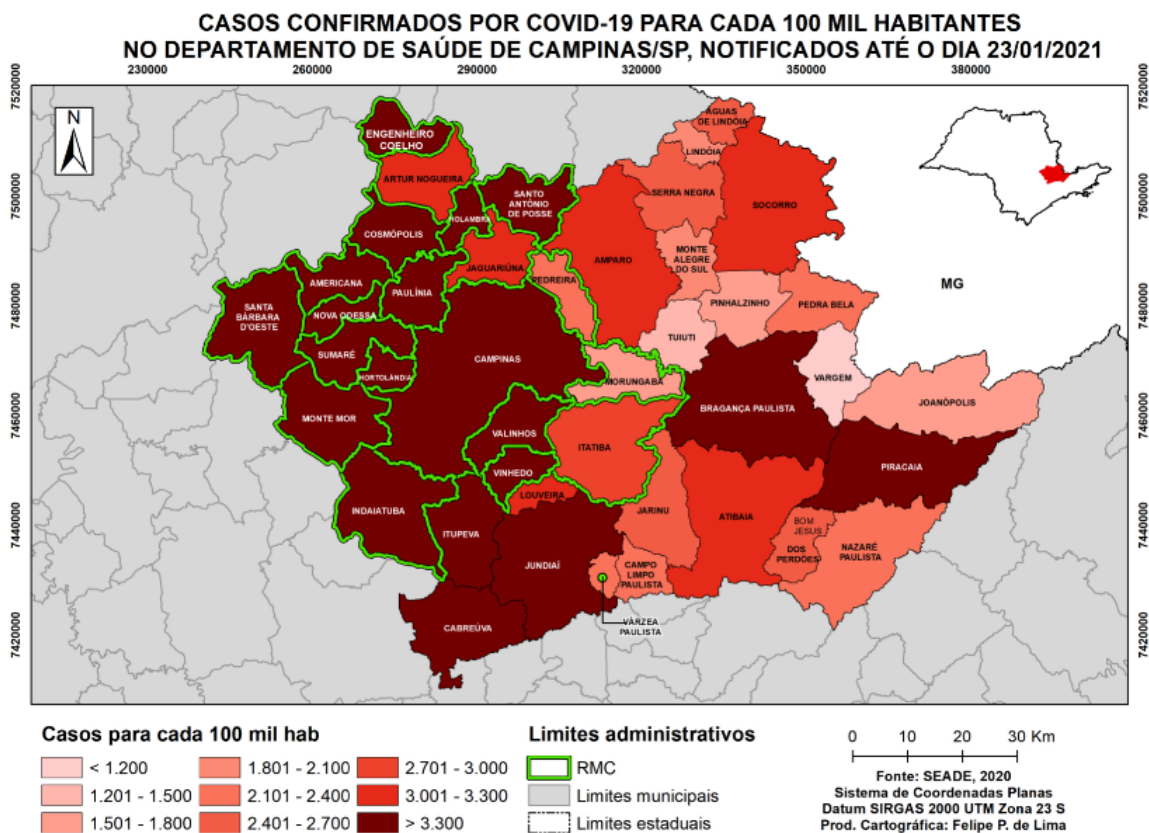 CASOS CONFIRMADOS POR COVID-19 PARA CADA 100 MIL HABITANTES
NO DEPARTAMENTO DE SAÚDE DE CAMPINAS/SP, NOTIFICADOS ATÉ O DIA 23/01/2021
230000 260000 290000 320000 350000 380000
7520000 7520000
N
ENGENHEIRO
COELHO
ÁGUAS
DE LINDÓIA
LINDÓIA
ARTUR NOGUEIRA
7500000 7500000
SANTO
ANTÔNIO
DE POSSE
SERRA NEGRA
SOCORRO
HOLAMBRA
COSMÓPOLIS
MONTE
ALEGRE
DO SUL
AMPARO
JAGUARIÚNA
PEDREIRA
AMERICANA
PAULÍNIA
MG
7480000 7480000
SANTA
BÁRBARA
D'OESTE
NOVA ODESSA
PINHALZINHO
PEDRA BELA
TUIUTI
SUMARÉ
CAMPINAS
HORTOLÂNDIA
MORUNGABA
VARGEM
JOANÓPOLIS
BRAGANÇA PAULISTA
7460000 7460000
MONTE MOR
VALINHOS
ITATIBA
PIRACAIA
VINHEDO
LOUVEIRA
INDAIATUBA
ITUPEVA
JARINU
ATIBAIA
7440000 7440000
BOM
JESUS
DOS
PERDÕES
NAZARÉ
PAULISTA
JUNDIAÍ
CAMPO
LIMPO
PAULISTA
VÁRZEA
PAULISTA
CABREÚVA
7420000 7420000
Casos para cada 100 mil hab
< 1.200
1.201 - 1.500
1.501 - 1.800
1.801 - 2.100
2.101 - 2.400
2.401 - 2.700
2.701 - 3.000
3.001 - 3.300
> 3.300
Limites administrativos
RMC
Limites municipais
Limites estaduais
0 10 20 30 Km
Fonte: SEADE, 2020
Sistema de Coordenadas Planas
Datum SIRGAS 2000 UTM Zona 23 S
Prod. Cartográfica: Felipe P. de Lima